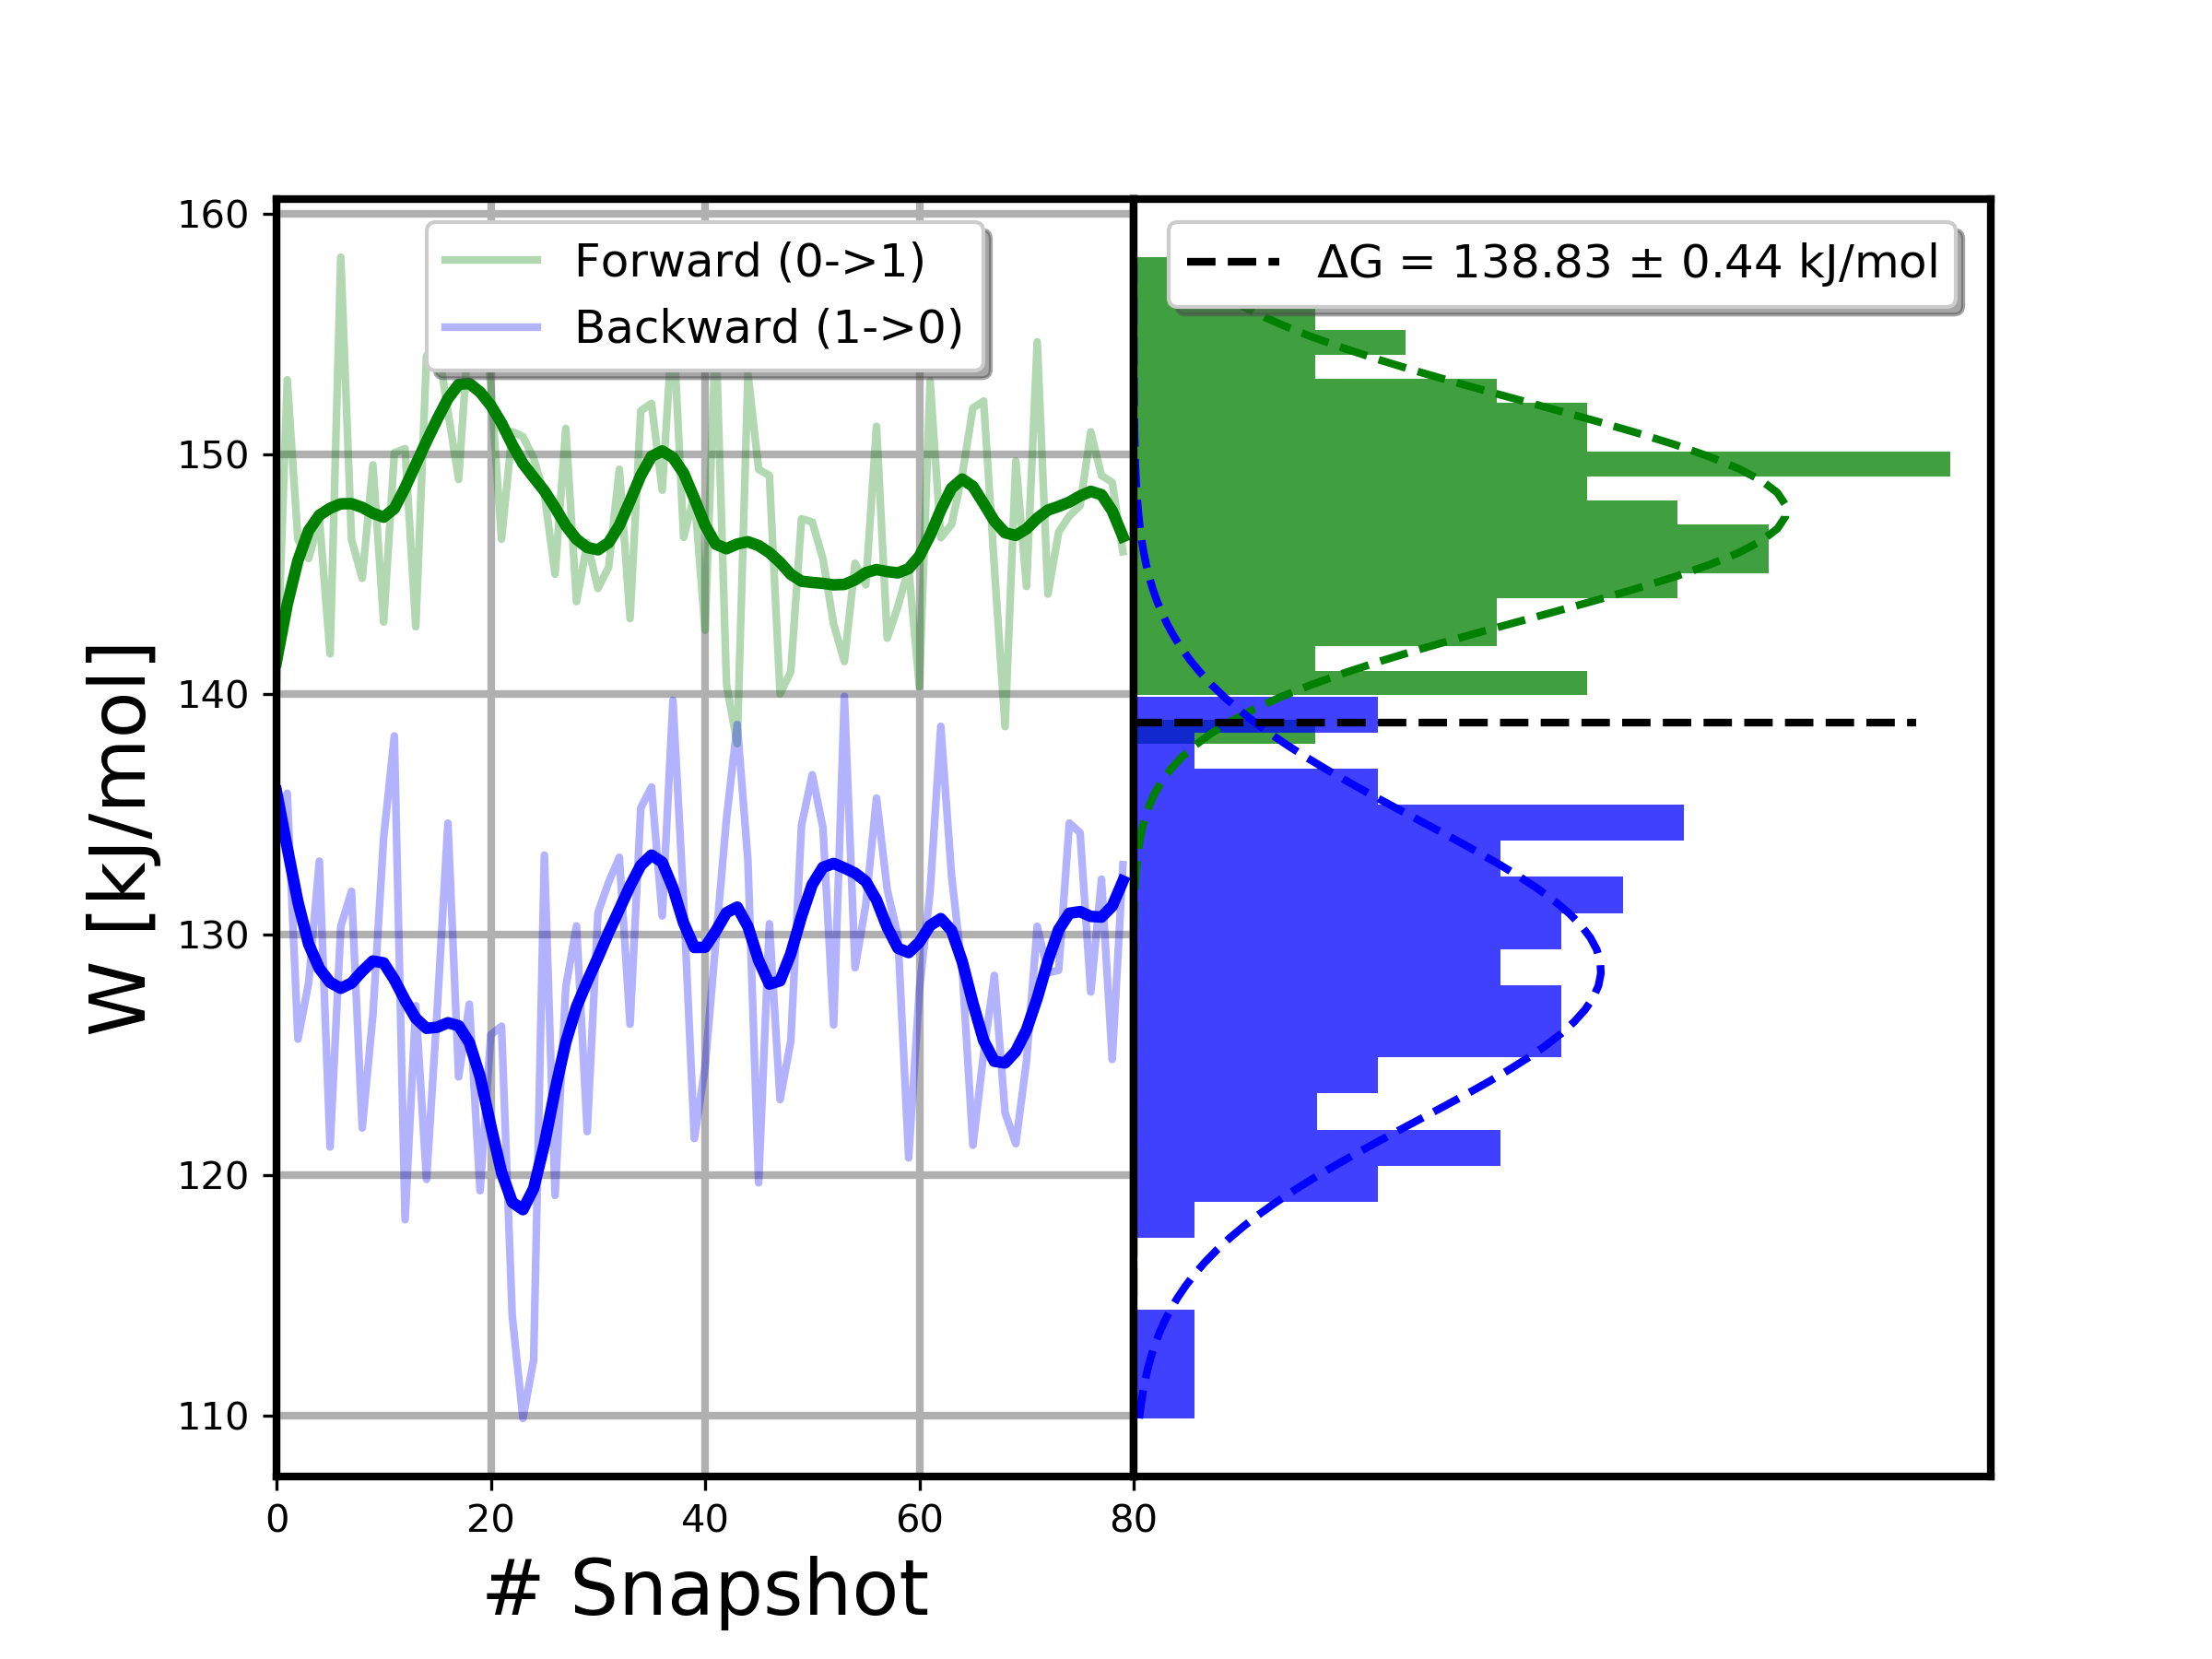 Forward (0->1)
Backward (1->0)
ΔG = 138.83 ± 0.44 kJ/mol
W [kJ/mol]
160
150
140
130
120
110
0 20 40 60 80
# Snapshot